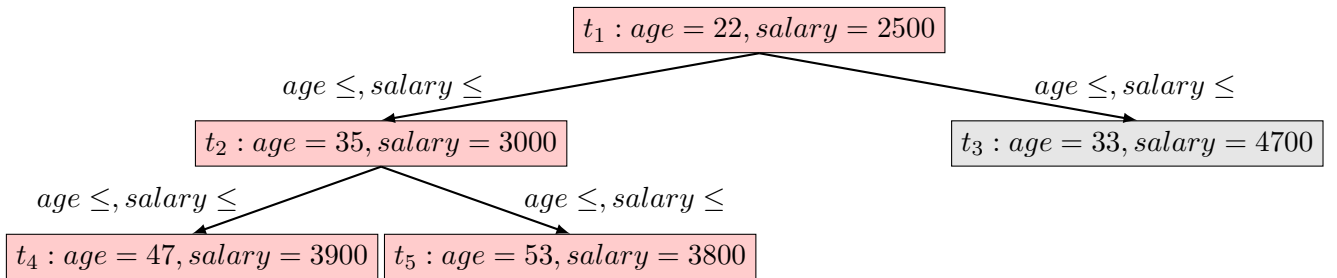 t₁ : age = 22, salary = 2500
age ≤, salary ≤
age ≤, salary ≤
t₂ : age = 35, salary = 3000
t₃ : age = 33, salary = 4700
age ≤, salary ≤
age ≤, salary ≤
t₄ : age = 47, salary = 3900
t₅ : age = 53, salary = 3800